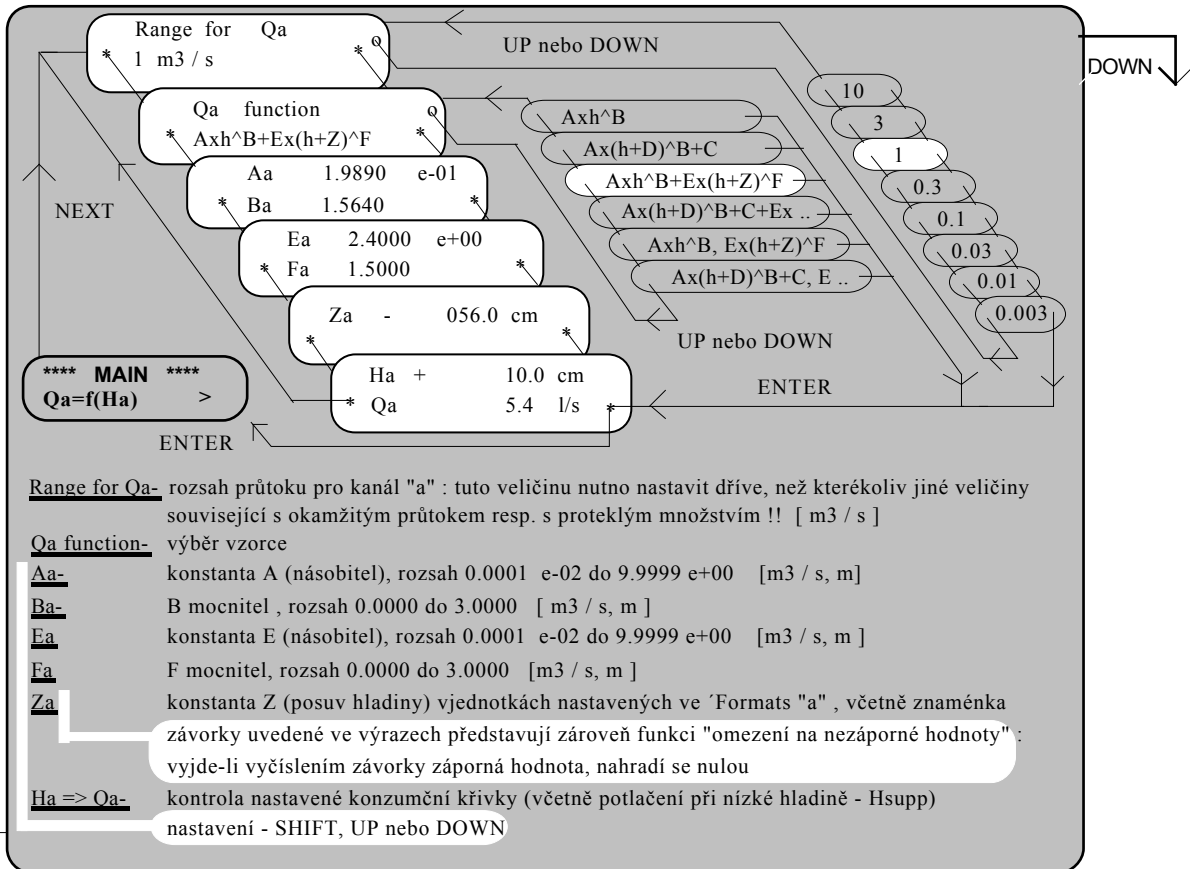 Range for Qa
1 m3 / s
* * o
UP nebo DOWN
DOWN
Qa function
Axh^B+Ex(h+Z)^F
* * o
Aa 1.9890 e-01
* Ba 1.5640 *
Ea 2.4000 e+00
* Fa 1.5000 *
Za - 056.0 cm
* *
Ha + 10.0 cm
* Qa 5.4 l/s *
Axh^B
Ax(h+D)^B+C
Axh^B+Ex(h+Z)^F
Ax(h+D)^B+C+Ex ..
Axh^B, Ex(h+Z)^F
Ax(h+D)^B+C, E ..
UP nebo DOWN
10
3
1
0.3
0.1
0.03
0.01
0.003
NEXT
ENTER
**** MAIN ****
Qa=f(Ha) >
ENTER
Range for Qa- rozsah průtoku pro kanál "a" : tuto veličinu nutno nastavit dříve, než kterékoliv jiné veličiny
související s okamžitým průtokem resp. s proteklým množstvím !! [ m3 / s ]
Qa function- výběr vzorce
Aa- konstanta A (násobitel), rozsah 0.0001 e-02 do 9.9999 e+00 [m3 / s, m]
Ba- B mocnitel , rozsah 0.0000 do 3.0000 [ m3 / s, m ]
Ea konstanta E (násobitel), rozsah 0.0001 e-02 do 9.9999 e+00 [m3 / s, m ]
Fa F mocnitel, rozsah 0.0000 do 3.0000 [m3 / s, m ]
Za konstanta Z (posuv hladiny) vjednotkách nastavených ve ´Formats "a" , včetně znaménka
závorky uvedené ve výrazech představují zároveň funkci "omezení na nezáporné hodnoty" :
vyjde-li vyčíslením závorky záporná hodnota, nahradí se nulou
Ha => Qa- kontrola nastavené konzumční křivky (včetně potlačení při nízké hladině - Hsupp)
nastavení - SHIFT, UP nebo DOWN